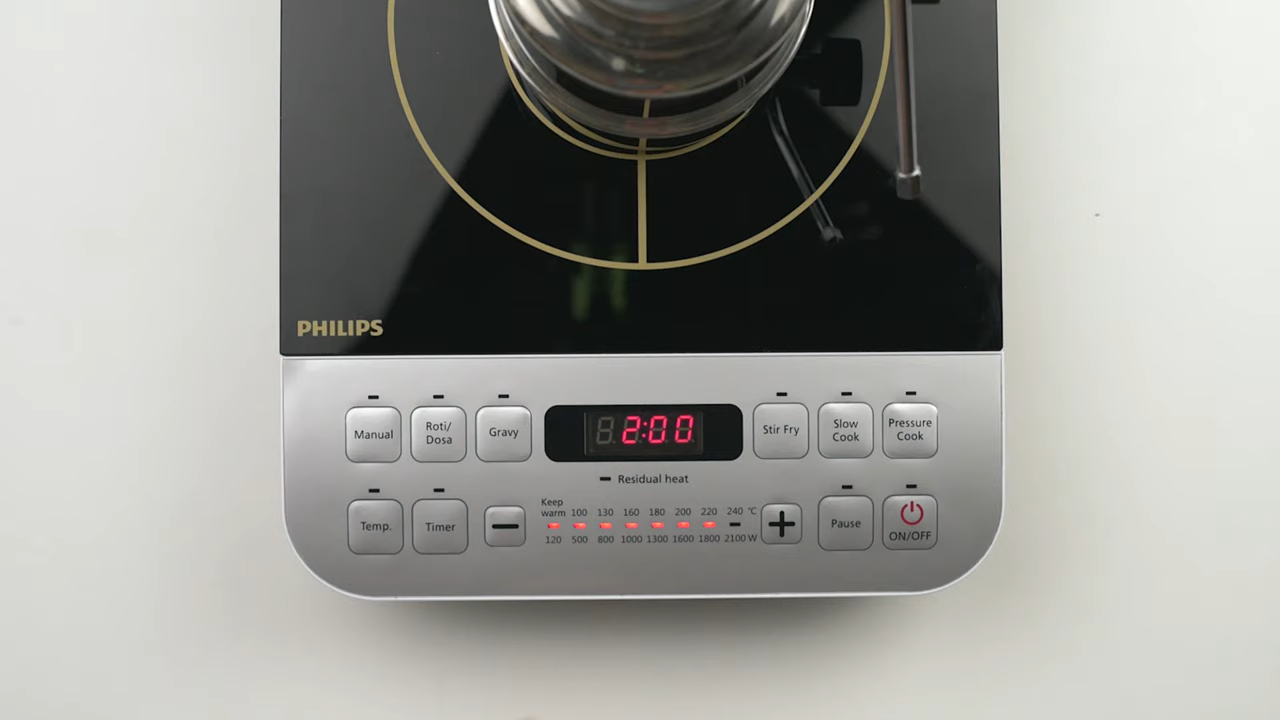 PHILIPS
Manual
Roti/
Dosa
Gravy
2:00
Stir Fry
Slow
Cook
Pressure
Cook
Residual heat
Temp.
Timer
Keep
warm 100 130 160 180 200 220 240 °C
120 500 800 1000 1300 1600 1800 2100 W
Pause
ON/OFF